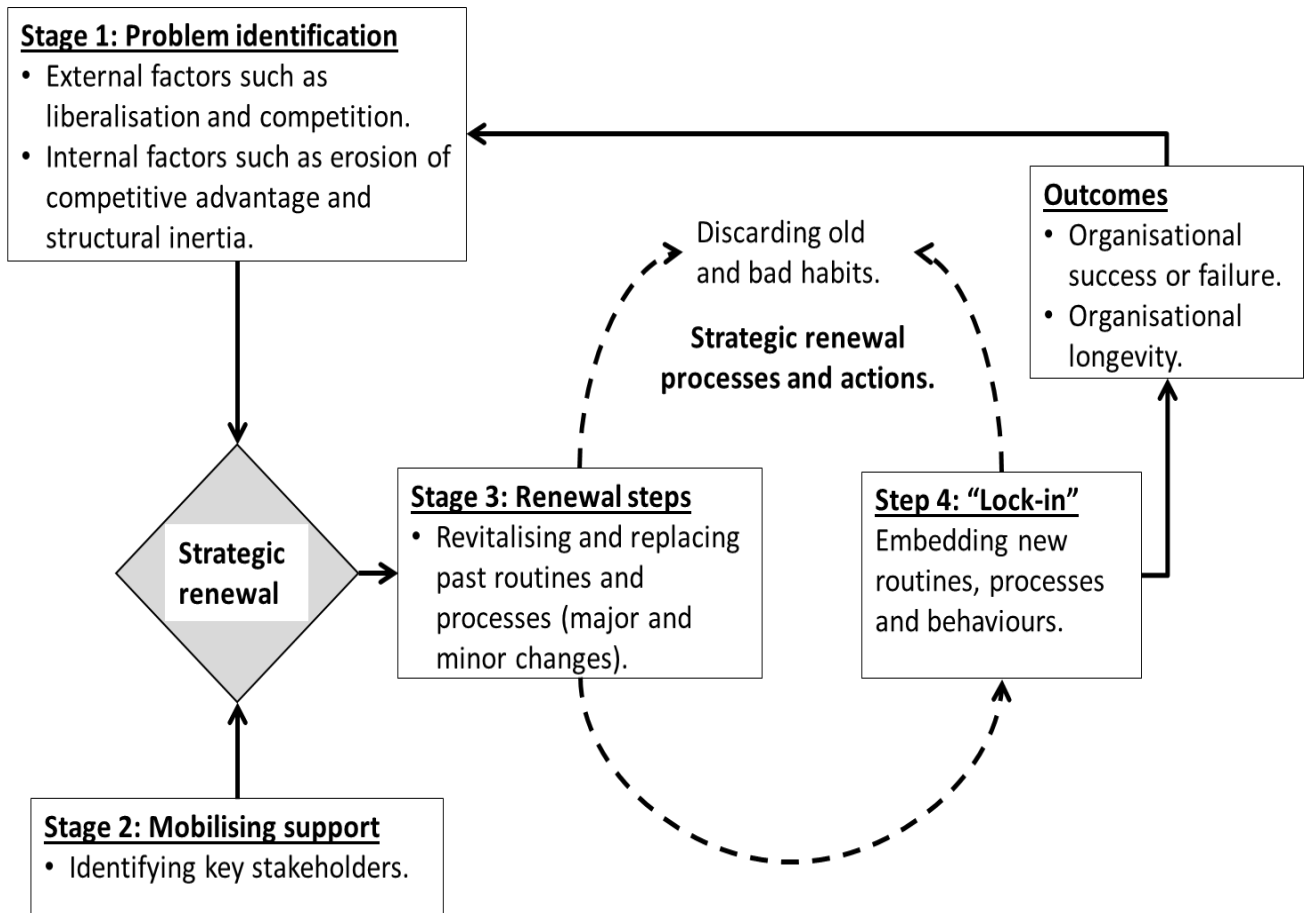 Stage 1: Problem identification
• External factors such as
liberalisation and competition.
• Internal factors such as erosion of
competitive advantage and
structural inertia.
Outcomes
• Organisational
success or failure.
• Organisational
longevity.
Discarding old
and bad habits.
Strategic renewal
processes and actions.
Strategic
renewal
Stage 3: Renewal steps
• Revitalising and replacing
past routines and
processes (major and
minor changes).
Step 4: “Lock-in”
Embedding new
routines, processes
and behaviours.
Stage 2: Mobilising support
• Identifying key stakeholders.